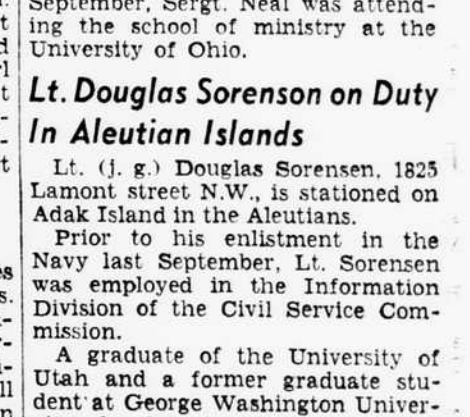 September, Sergt. Neal was attend-
ing the school of ministry at the
University of Ohio.
Lt. Douglas Sorenson on Duty
In Aleutian Islands
Lt. (j. g.) Douglas Sorensen, 1825
Lamont street N.W., is stationed on
Adak Island in the Aleutians.
Prior to his enlistment in the
Navy last September, Lt. Sorensen
was employed in the Information
Division of the Civil Service Com-
mission.
A graduate of the University of
Utah and a former graduate stu-
dent at George Washington Univer-